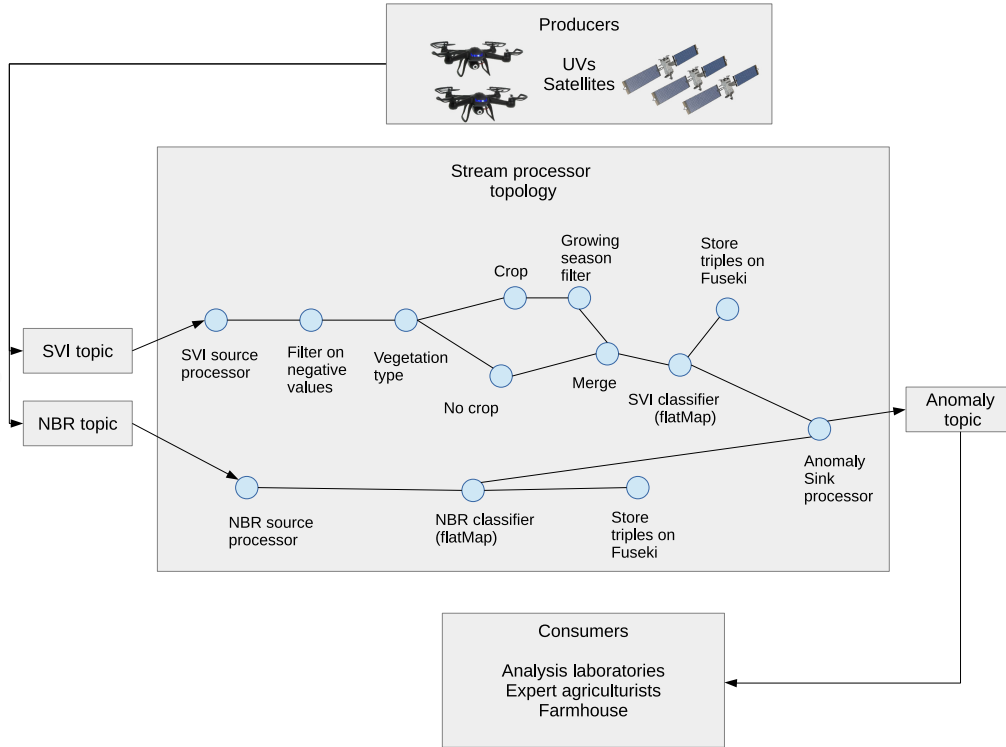 Producers
UVs
Satellites
Stream processor
topology
Growing
season
filter
Store
triples on
Fuseki
Crop
SVI topic
SVI source
processor
Filter on
negative
values
Vegetation
type
No crop
Merge
SVI classifier
(flatMap)
NBR topic
Anomaly
topic
Anomaly
Sink
processor
NBR source
processor
NBR classifier
(flatMap)
Store
triples on
Fuseki
Consumers
Analysis laboratories
Expert agriculturists
Farmhouse